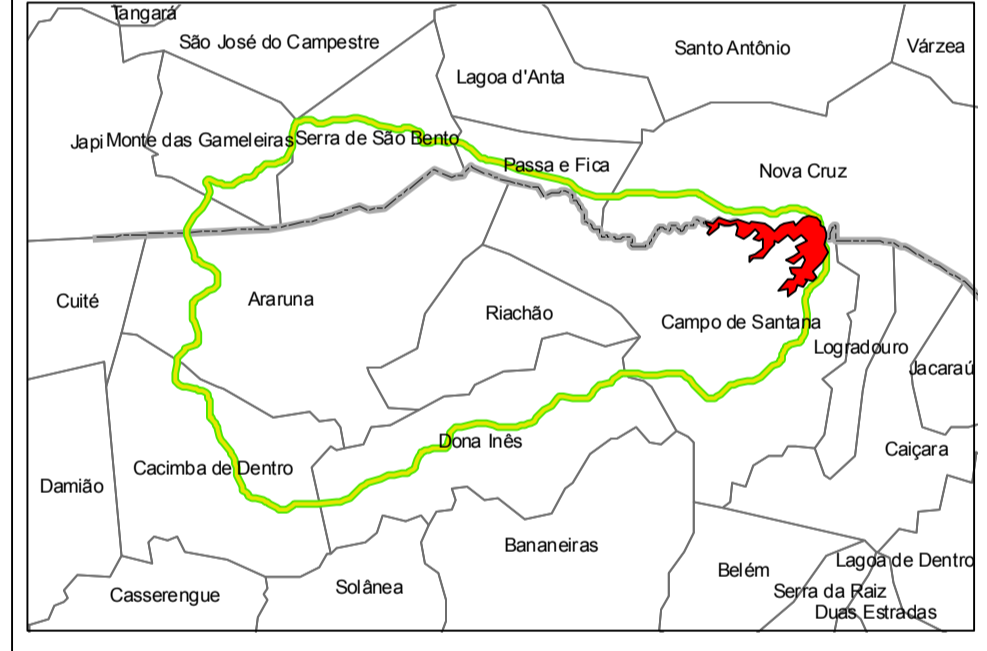 Tangará
São José do Campestre
Santo Antônio
Várzea
Lagoa d'Anta
Japi
Monte das Gameleiras
Serra de São Bento
Passa e Fica
Nova Cruz
Cuité
Araruna
Riachão
Campo de Santana
Logradouro
Jacaraú
Dona Inês
Caiçara
Cacimba de Dentro
Damião
Bananeiras
Lagoa de Dentro
Belém
Solânea
Casserengue
Serra da Raiz
Duas Estradas